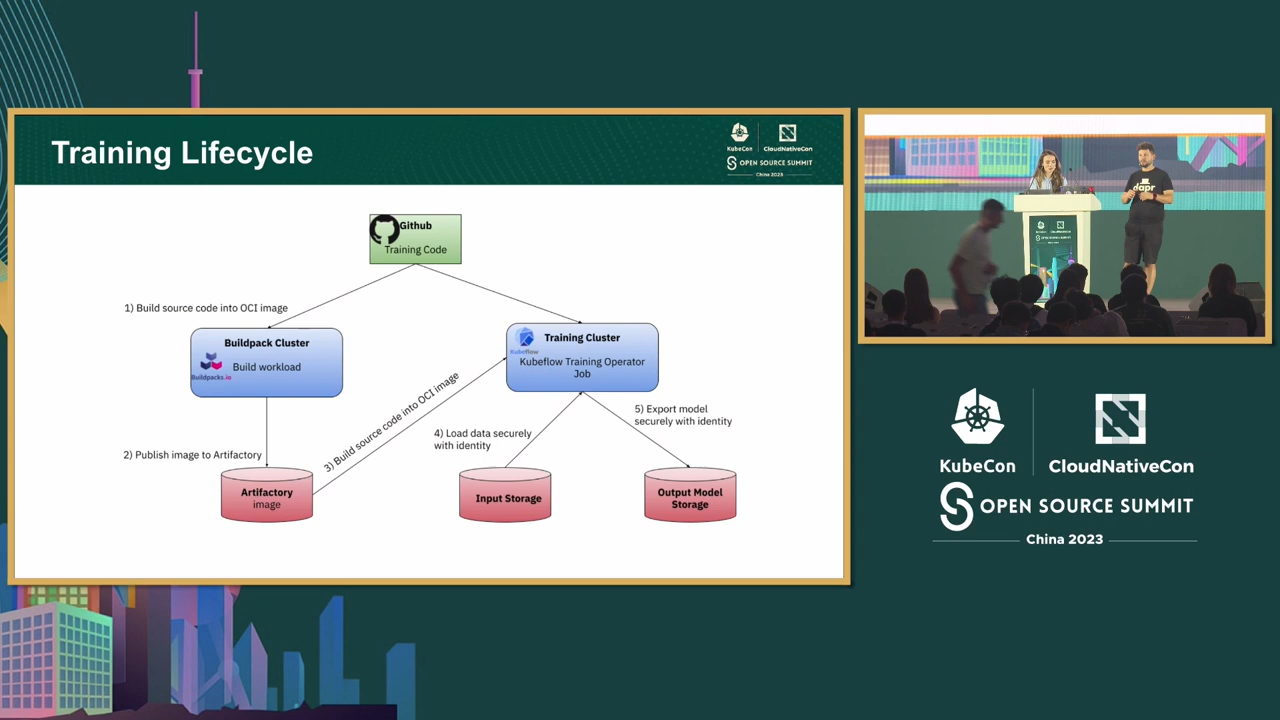 Training Lifecycle
KubeCon
CloudNativeCon
OPEN SOURCE SUMMIT
China 2023
Github
Training Code
1) Build source code into OCI image
Buildpack Cluster
Build workload
Buildpacks.io
Training Cluster
Kubeflow
Kubeflow Training Operator
Job
3) Build source code into OCI image
4) Load data securely
with identity
5) Export model
securely with identity
2) Publish image to Artifactory
Artifactory
image
Input Storage
Output Model
Storage
dapr
KubeCon
CloudNativeCon
OPEN SOURCE SUMMIT
China 2023